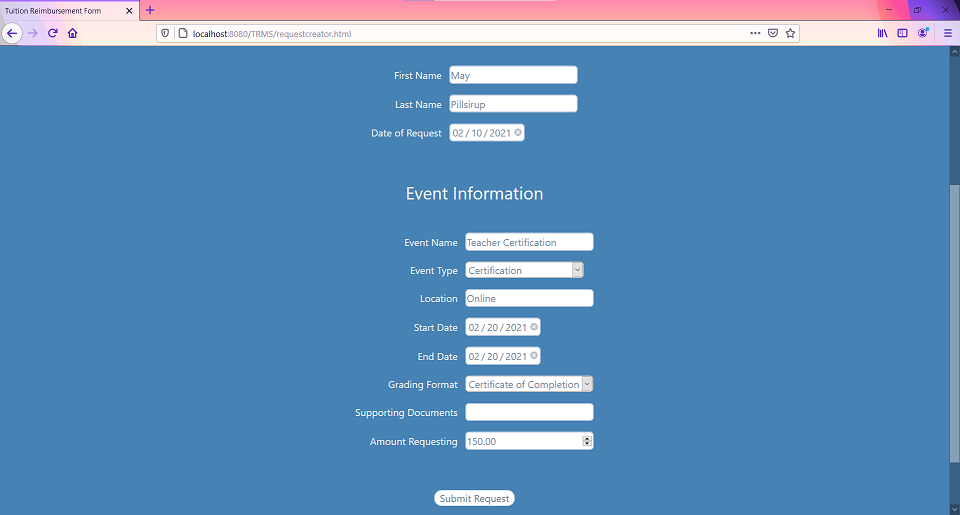 Tuition Reimbursement Form
localhost:8080/TRMS/requestcreator.html
First Name May
Last Name Pillsirup
Date of Request 02 / 10 / 2021
Event Information
Event Name Teacher Certification
Event Type Certification
Location Online
Start Date 02 / 20 / 2021
End Date 02 / 20 / 2021
Grading Format Certificate of Completion
Supporting Documents
Amount Requesting 150.00
Submit Request